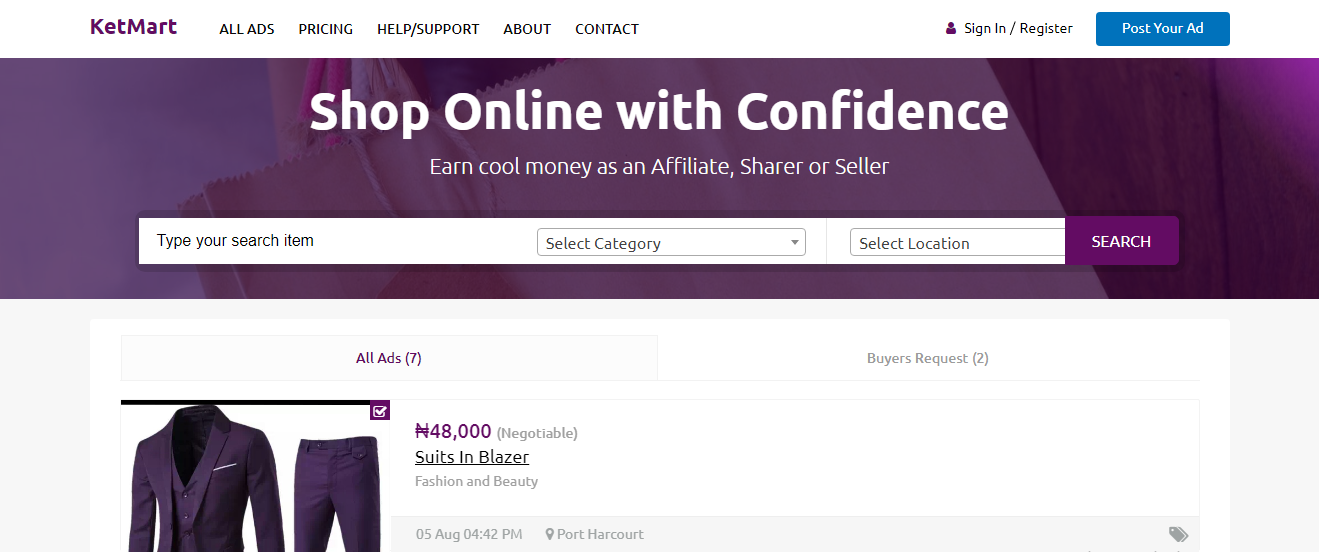 KetMart ALL ADS PRICING HELP/SUPPORT ABOUT CONTACT Sign In / Register Post Your Ad
Shop Online with Confidence
Earn cool money as an Affiliate, Sharer or Seller
Type your search item Select Category Select Location SEARCH
All Ads (7) Buyers Request (2)
₦48,000 (Negotiable)
Suits In Blazer
Fashion and Beauty
05 Aug 04:42 PM Port Harcourt